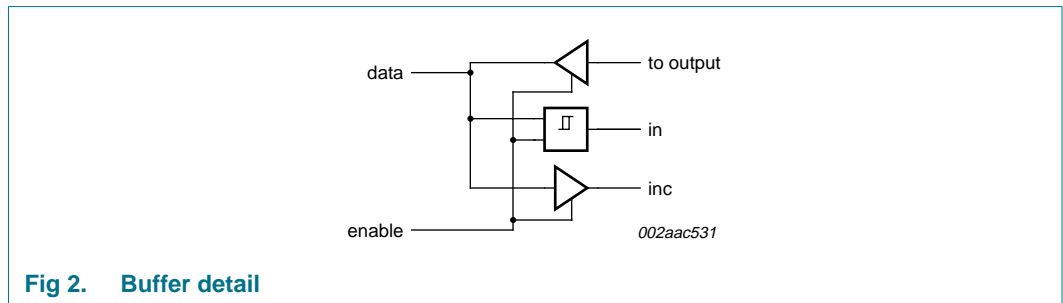 data
to output
in
inc
enable
002aac531
Fig 2. Buffer detail